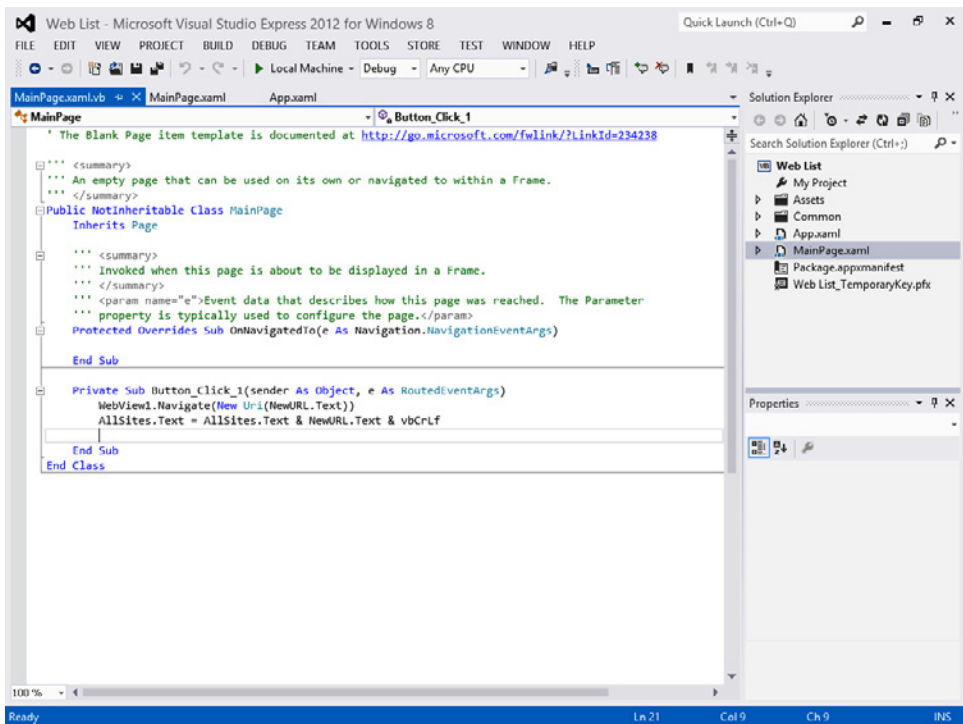 Web List - Microsoft Visual Studio Express 2012 for Windows 8
Quick Launch (Ctrl+Q)
FILE EDIT VIEW PROJECT BUILD DEBUG TEAM TOOLS STORE TEST WINDOW HELP
Local Machine Debug Any CPU
MainPage.xaml.vb MainPage.xaml App.xaml
MainPage Button_Click_1
' The Blank Page item template is documented at http://go.microsoft.com/fwlink/?LinkId=234238
''' <summary>
''' An empty page that can be used on its own or navigated to within a Frame.
''' </summary>
Public NotInheritable Class MainPage
Inherits Page
''' <summary>
''' Invoked when this page is about to be displayed in a Frame.
''' </summary>
''' <param name="e">Event data that describes how this page was reached.  The Parameter
''' property is typically used to configure the page.</param>
Protected Overrides Sub OnNavigatedTo(e As Navigation.NavigationEventArgs)
End Sub
Private Sub Button_Click_1(sender As Object, e As RoutedEventArgs)
WebView1.Navigate(New Uri(NewURL.Text))
AllSites.Text = AllSites.Text & NewURL.Text & vbCrLf
End Sub
End Class
100 %
Solution Explorer
Search Solution Explorer (Ctrl+;)
VB Web List
My Project
Assets
Common
App.xaml
MainPage.xaml
Package.appxmanifest
Web List_TemporaryKey.pfx
Properties
Ready Ln 21 Col 9 Ch 9 INS